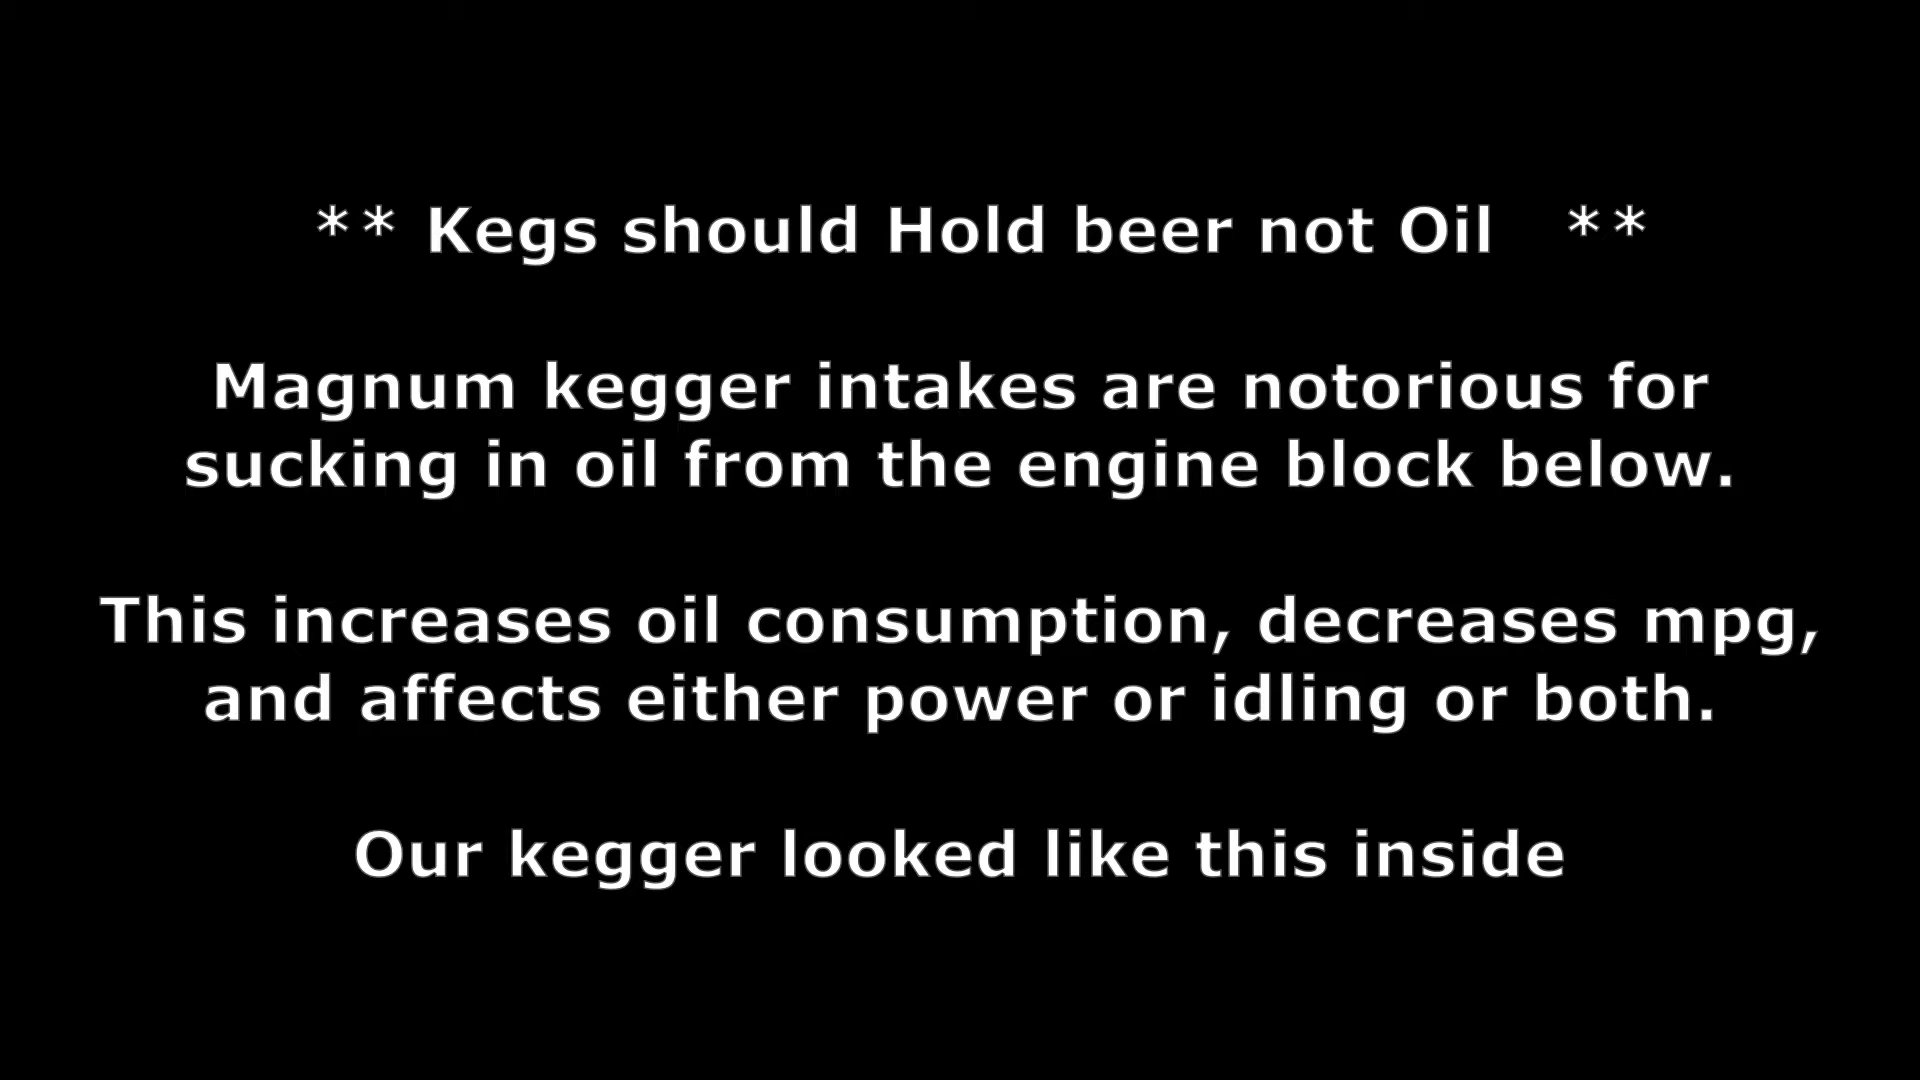 ** Kegs should Hold beer not Oil **
Magnum kegger intakes are notorious for
sucking in oil from the engine block below.
This increases oil consumption, decreases mpg,
and affects either power or idling or both.
Our kegger looked like this inside